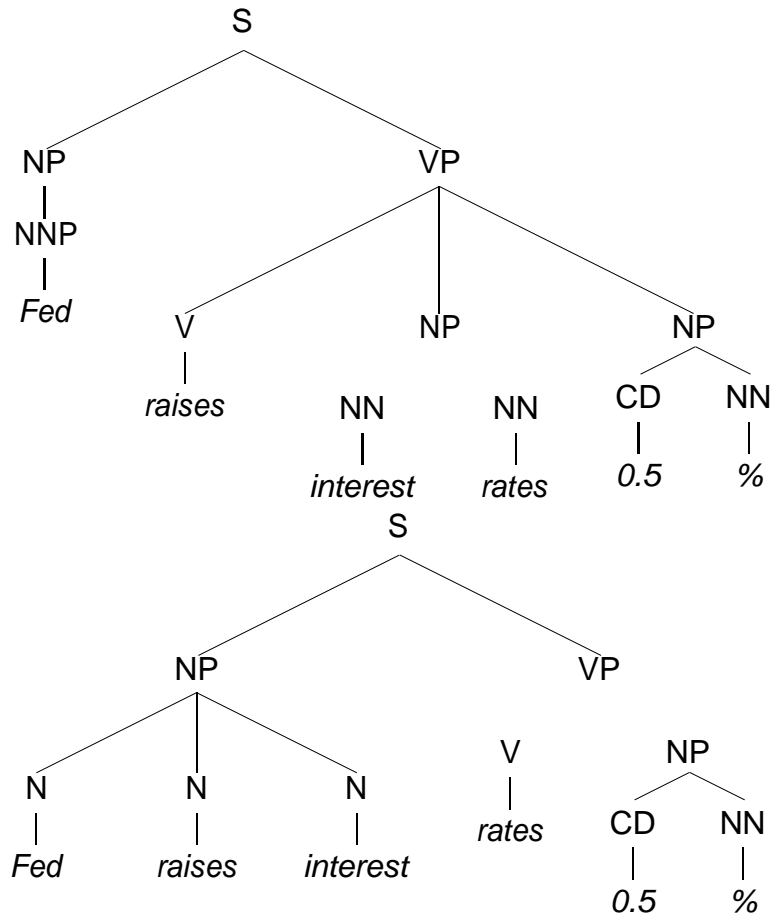 S
NP VP
NNP
Fed V NP NP
raises NN NN CD NN
interest rates 0.5 %
S
NP VP
V NP
N N N
rates CD NN
Fed raises interest
0.5 %